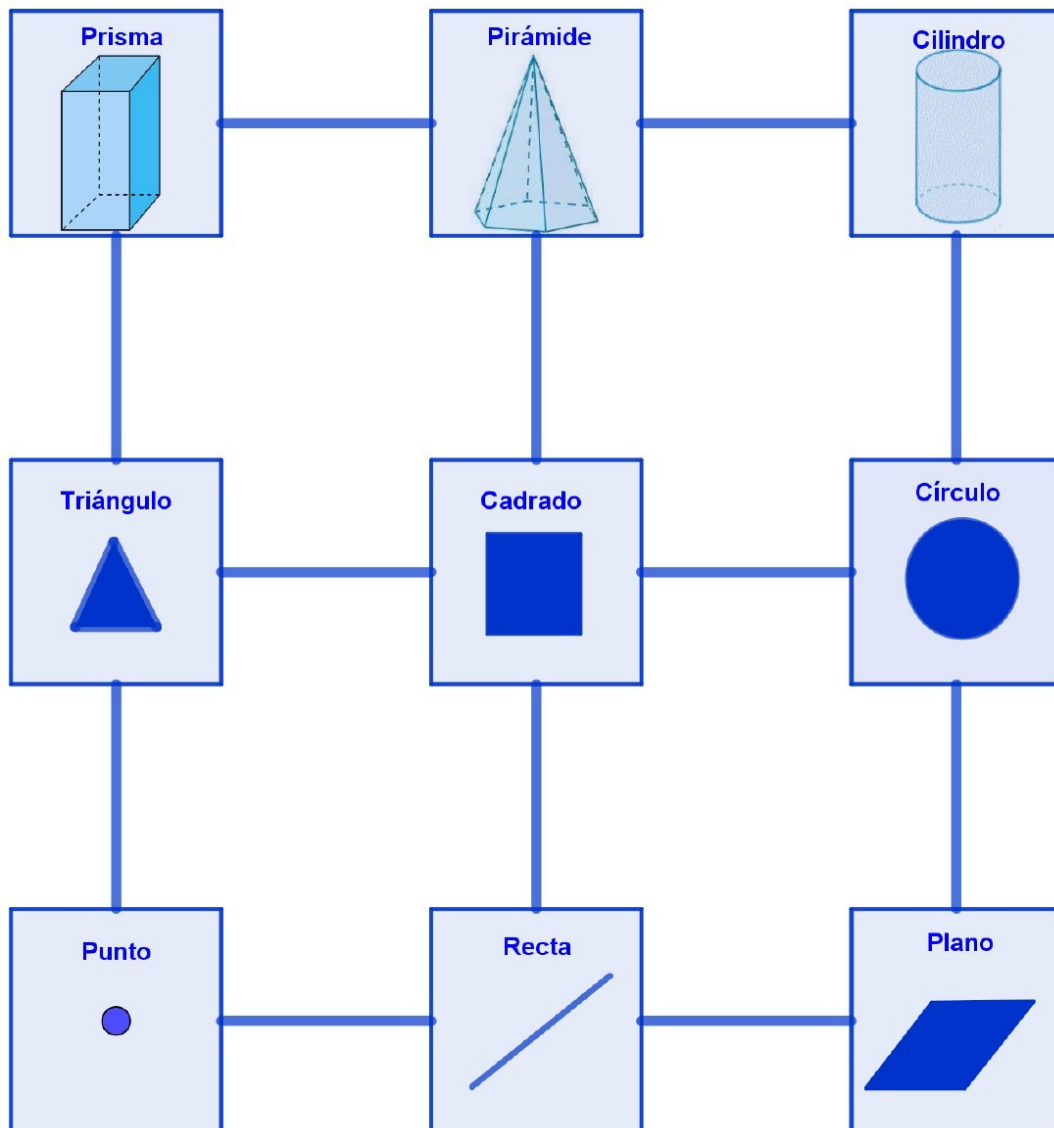 Prisma
Pirámide
Cilindro
Triángulo
Cadrado
Círculo
Punto
Recta
Plano